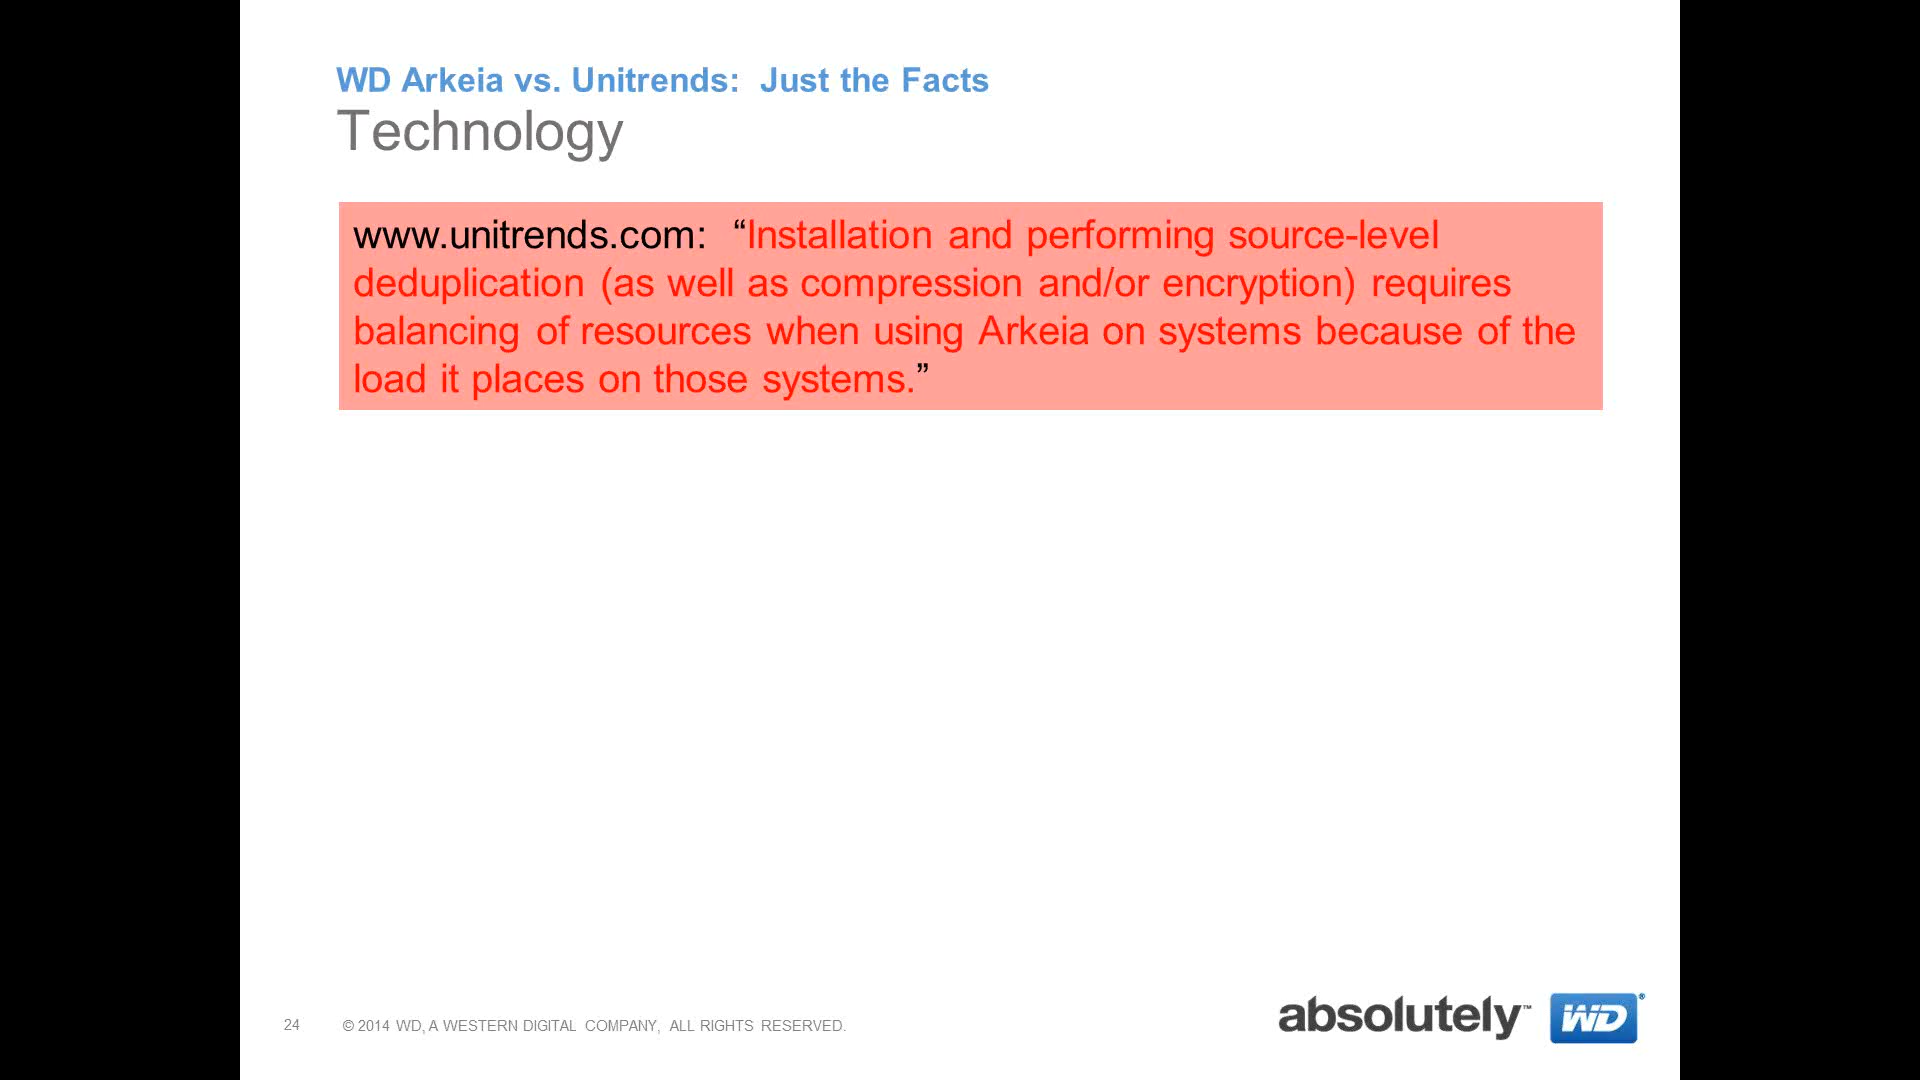 WD Arkeia vs. Unitrends:  Just the Facts
Technology
www.unitrends.com:  “Installation and performing source-level
deduplication (as well as compression and/or encryption) requires
balancing of resources when using Arkeia on systems because of the
load it places on those systems.”
24
© 2014 WD, A WESTERN DIGITAL COMPANY, ALL RIGHTS RESERVED.
absolutely™
WD®